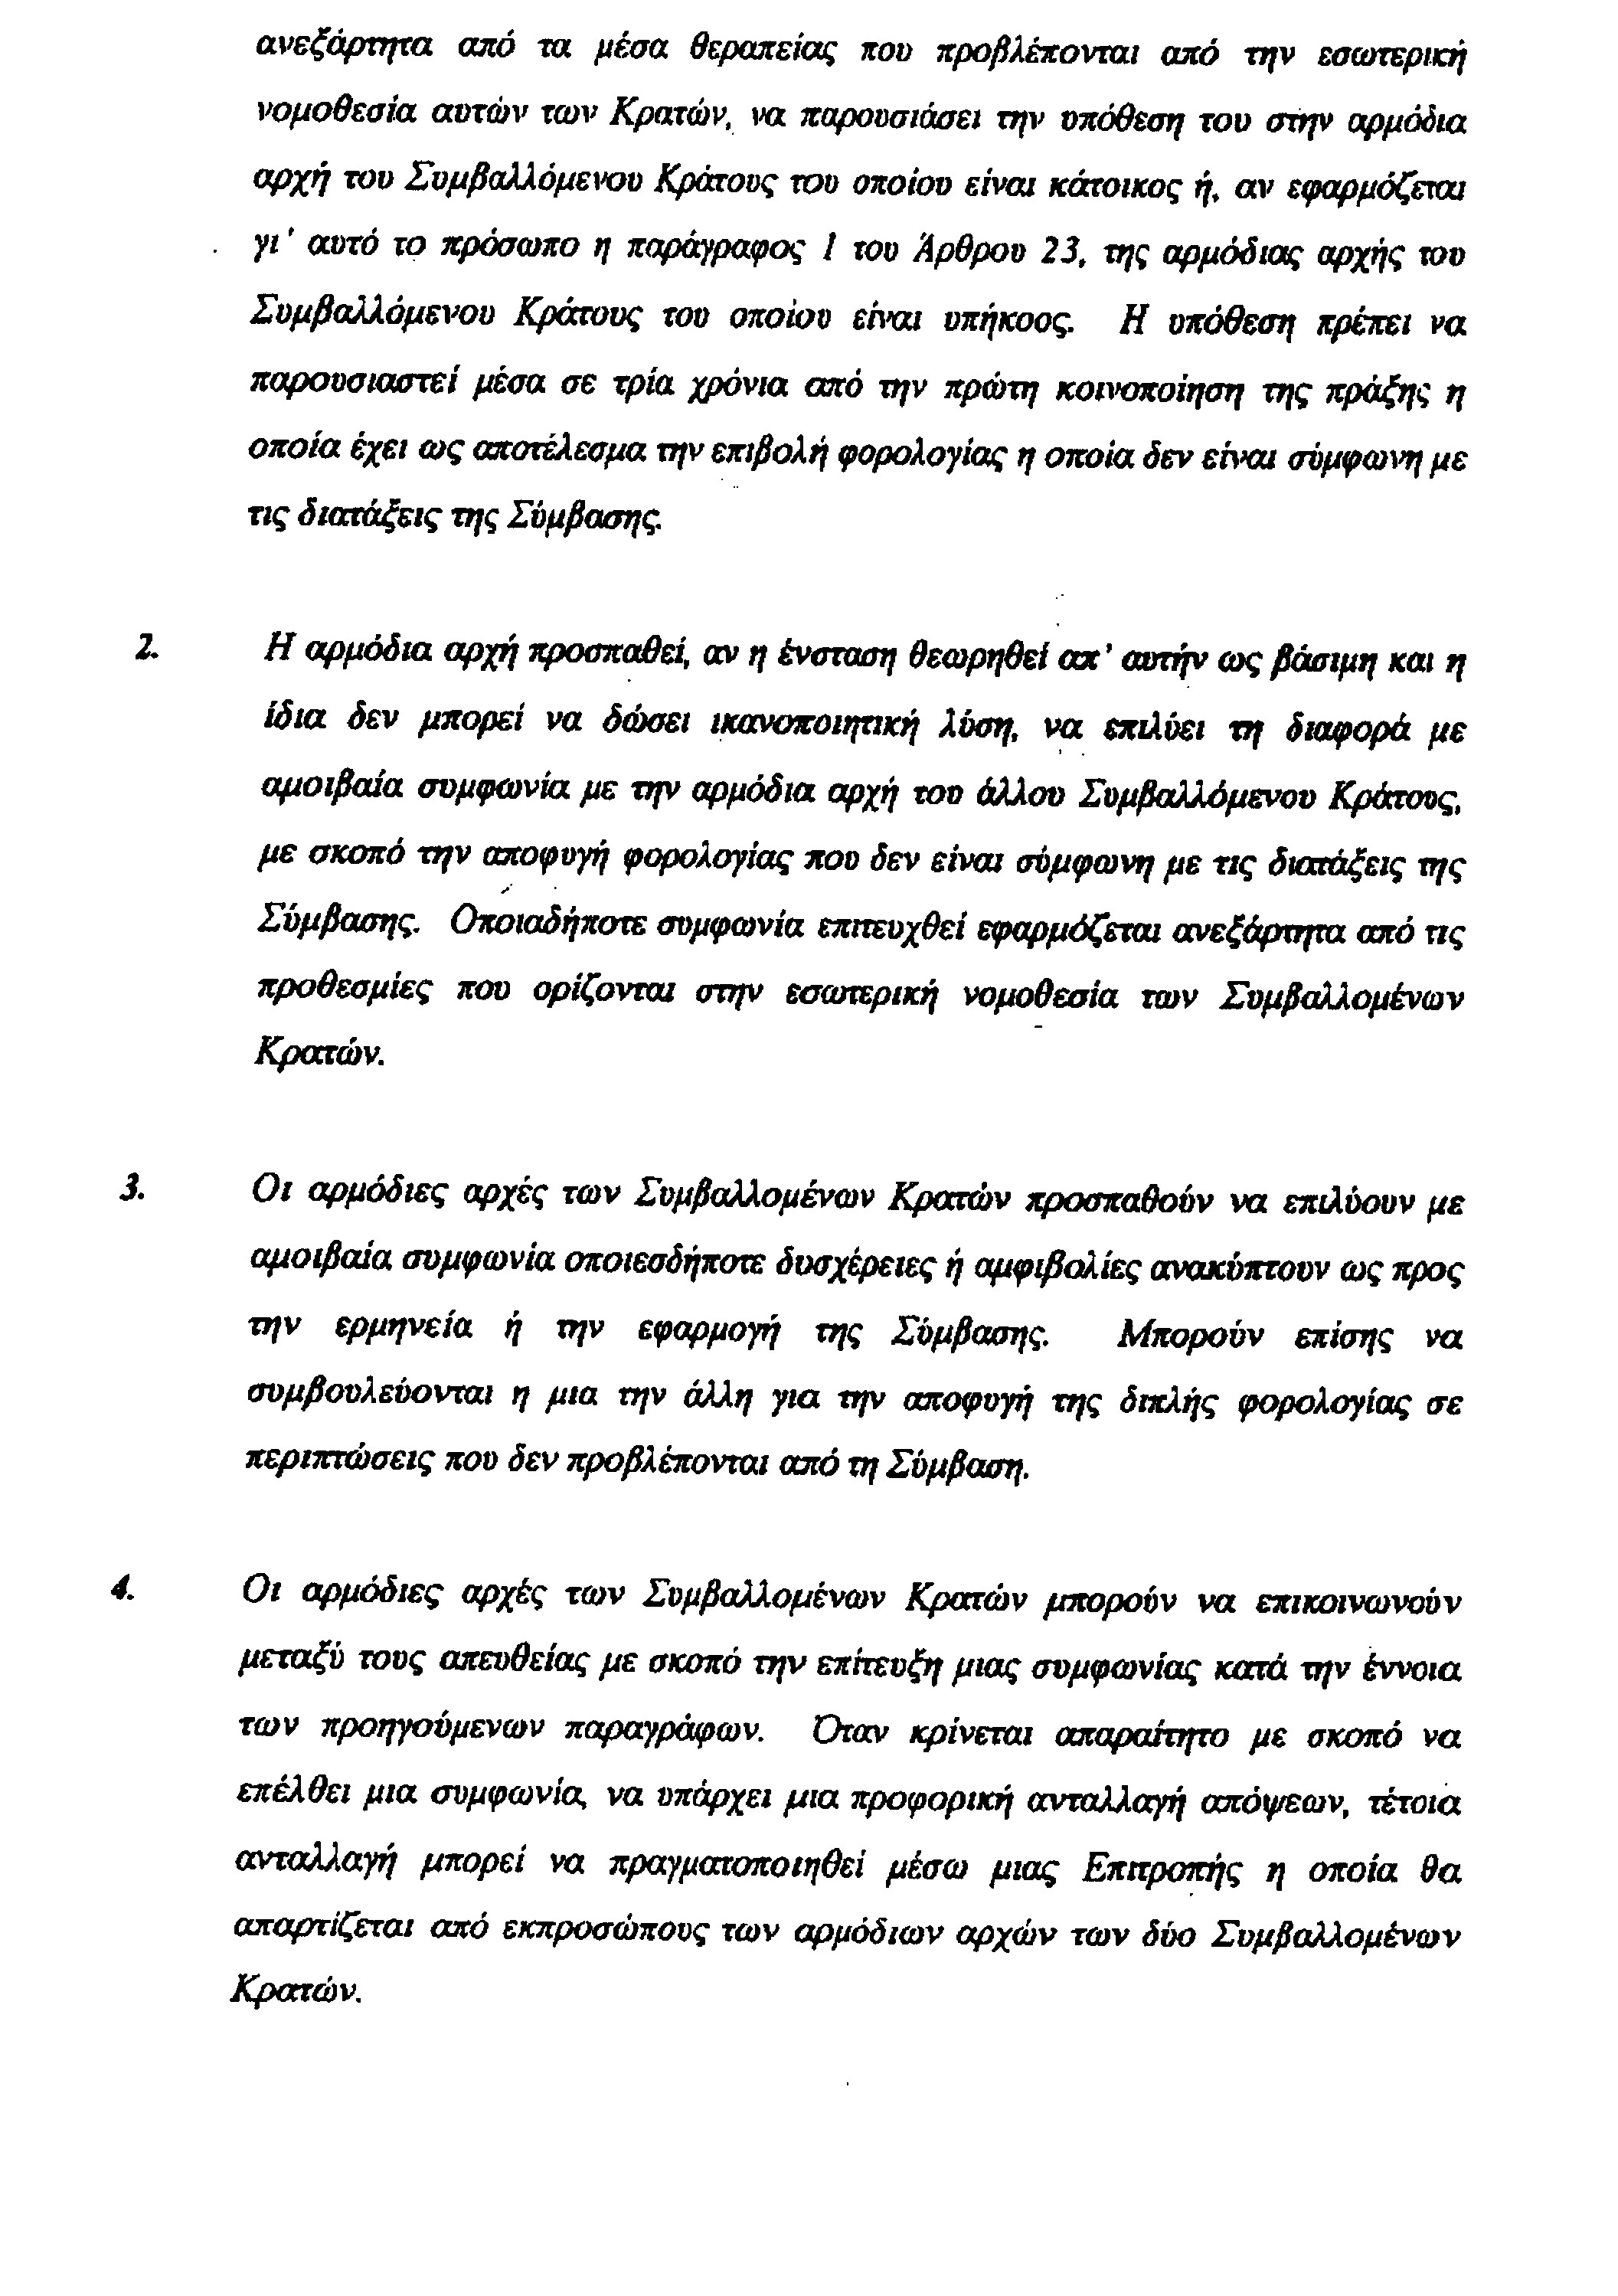 ανεξάρτητα από τα μέσα θεραπείας που προβλέπονται από την εσωτερική
νομοθεσία αυτών των Κρατών, να παρουσιάσει την υπόθεση του στην αρμόδια
αρχή του Συμβαλλόμενου Κράτους του οποίου είναι κάτοικος ή, αν εφαρμόζεται
γι' αυτό το πρόσωπο η παράγραφος 1 του Άρθρου 23, της αρμόδιας αρχής του
Συμβαλλόμενου Κράτους του οποίου είναι υπήκοος. Η υπόθεση πρέπει να
παρουσιαστεί μέσα σε τρία χρόνια από την πρώτη κοινοποίηση της πράξης η
οποία έχει ως αποτέλεσμα την επιβολή φορολογίας η οποία δεν είναι σύμφωνη με
τις διατάξεις της Σύμβασης.
2. Η αρμόδια αρχή προσπαθεί, αν η ένσταση θεωρηθεί απ' αυτήν ως βάσιμη και η
ίδια δεν μπορεί να δώσει ικανοποιητική λύση, να επιλύει τη διαφορά με
αμοιβαία συμφωνία με την αρμόδια αρχή του άλλου Συμβαλλόμενου Κράτους,
με σκοπό την αποφυγή φορολογίας που δεν είναι σύμφωνη με τις διατάξεις της
Σύμβασης. Οποιαδήποτε συμφωνία επιτευχθεί εφαρμόζεται ανεξάρτητα από τις
προθεσμίες που ορίζονται στην εσωτερική νομοθεσία των Συμβαλλομένων
Κρατών.
3. Οι αρμόδιες αρχές των Συμβαλλομένων Κρατών προσπαθούν να επιλύουν με
αμοιβαία συμφωνία οποιεσδήποτε δυσχέρειες ή αμφιβολίες ανακύπτουν ως προς
την ερμηνεία ή την εφαρμογή της Σύμβασης. Μπορούν επίσης να
συμβουλεύονται η μια την άλλη για την αποφυγή της διπλής φορολογίας σε
περιπτώσεις που δεν προβλέπονται από τη Σύμβαση.
4. Οι αρμόδιες αρχές των Συμβαλλομένων Κρατών μπορούν να επικοινωνούν
μεταξύ τους απευθείας με σκοπό την επίτευξη μιας συμφωνίας κατά την έννοια
των προηγούμενων παραγράφων. Όταν κρίνεται απαραίτητο με σκοπό να
επέλθει μια συμφωνία, να υπάρχει μια προφορική ανταλλαγή απόψεων, τέτοια
ανταλλαγή μπορεί να πραγματοποιηθεί μέσω μιας Επιτροπής η οποία θα
απαρτίζεται από εκπροσώπους των αρμόδιων αρχών των δύο Συμβαλλομένων
Κρατών.